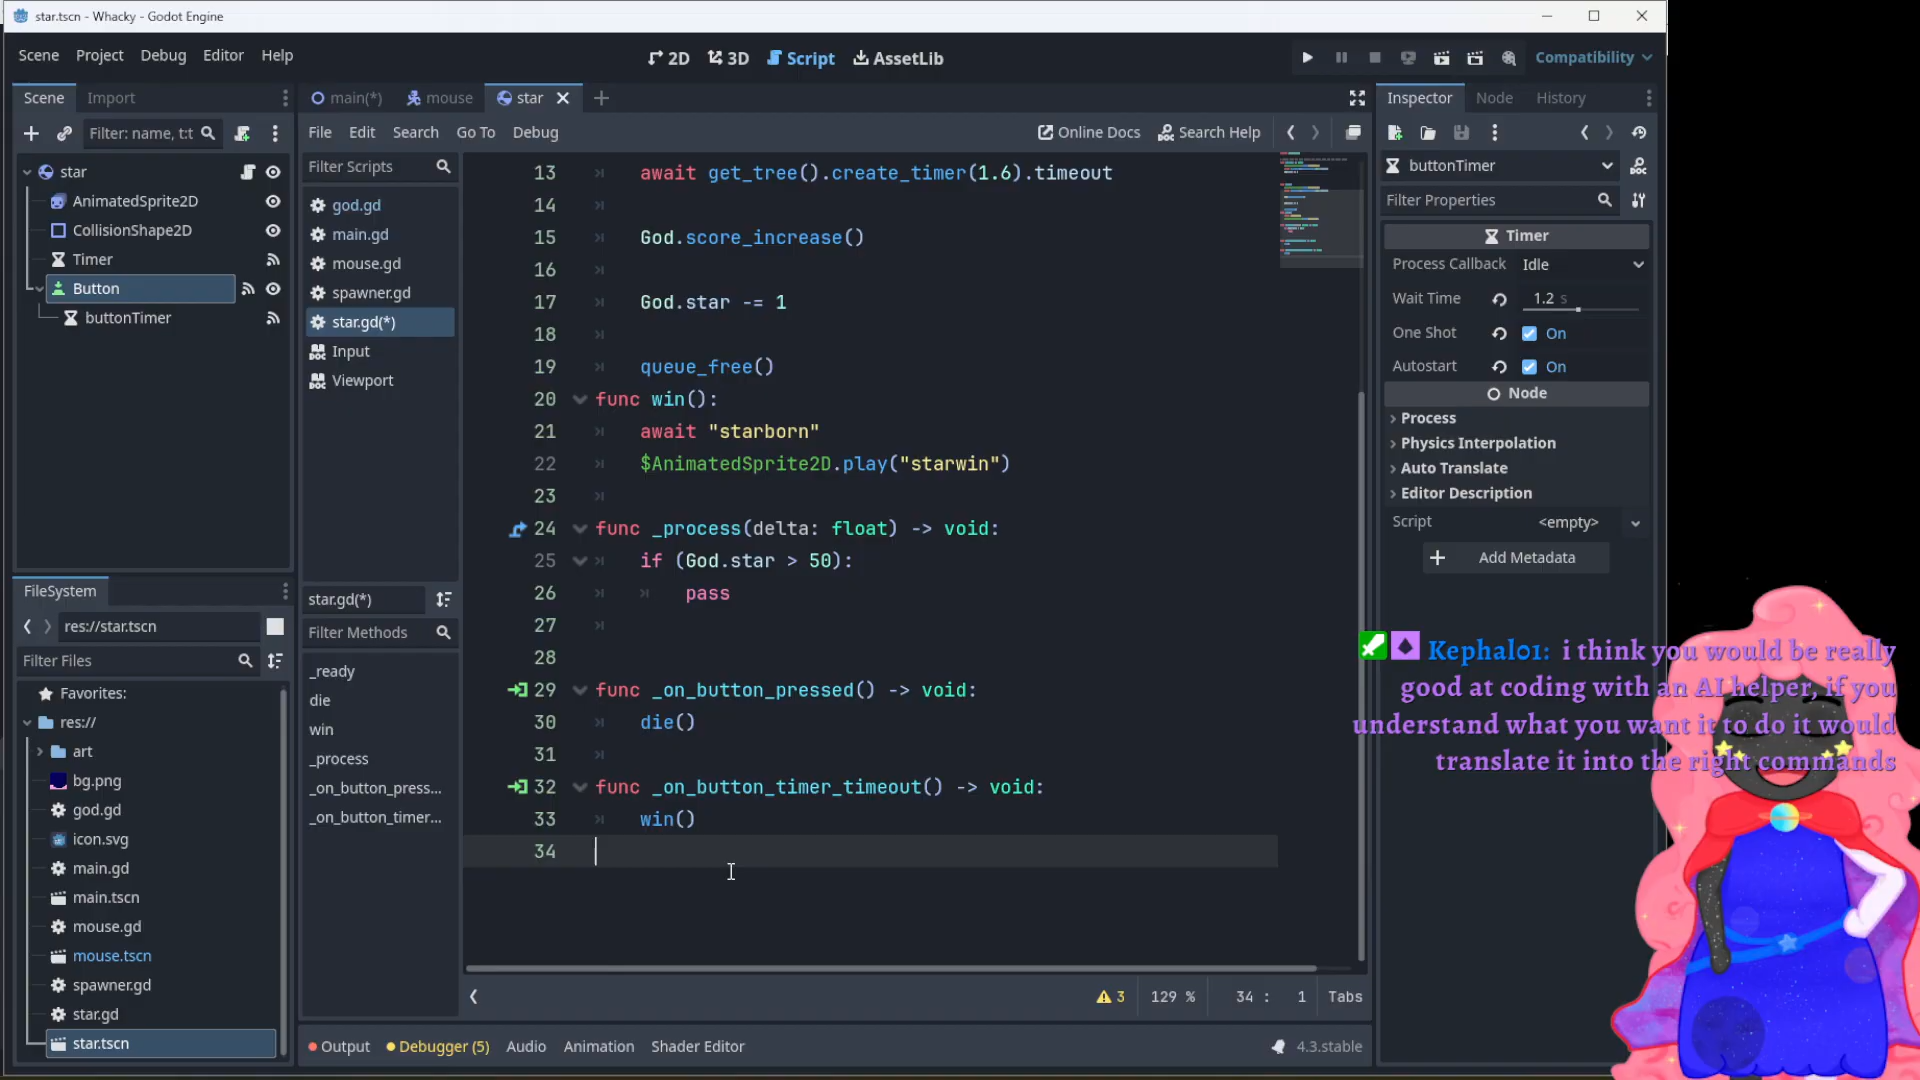 star.tscn - Whacky - Godot Engine
Scene Project Debug Editor Help
2D 3D Script AssetLib
Compatibility
Scene Import
main(*) mouse star
Inspector Node History
Filter: name, t:t
File Edit Search Go To Debug
Online Docs Search Help
star
AnimatedSprite2D
CollisionShape2D
Timer
Button
buttonTimer
Filter Scripts
god.gd
main.gd
mouse.gd
spawner.gd
star.gd(*)
Input
Viewport
star.gd(*)
Filter Methods
_ready
die
win
_process
_on_button_press...
_on_button_timer...
13 await get_tree().create_timer(1.6).timeout
14
15 God.score_increase()
16
17 God.star -= 1
18
19 queue_free()
20 func win():
21 await "starborn"
22 $AnimatedSprite2D.play("starwin")
23
24 func _process(delta: float) -> void:
25 if (God.star > 50):
26 pass
27
28
29 func _on_button_pressed() -> void:
30 die()
31
32 func _on_button_timer_timeout() -> void:
33 win()
34
3 129 % 34 : 1 Tabs
buttonTimer
Filter Properties
Timer
Process Callback Idle
Wait Time 1.2 s
One Shot On
Autostart On
Node
Process
Physics Interpolation
Auto Translate
Editor Description
Script <empty>
Add Metadata
FileSystem
res://star.tscn
Filter Files
Favorites:
res://
art
bg.png
god.gd
icon.svg
main.gd
main.tscn
mouse.gd
mouse.tscn
spawner.gd
star.gd
star.tscn
Output Debugger (5) Audio Animation Shader Editor
4.3.stable
Kephal01: i think you would be really
good at coding with an AI helper, if you
understand what you want it to do it would
translate it into the right commands